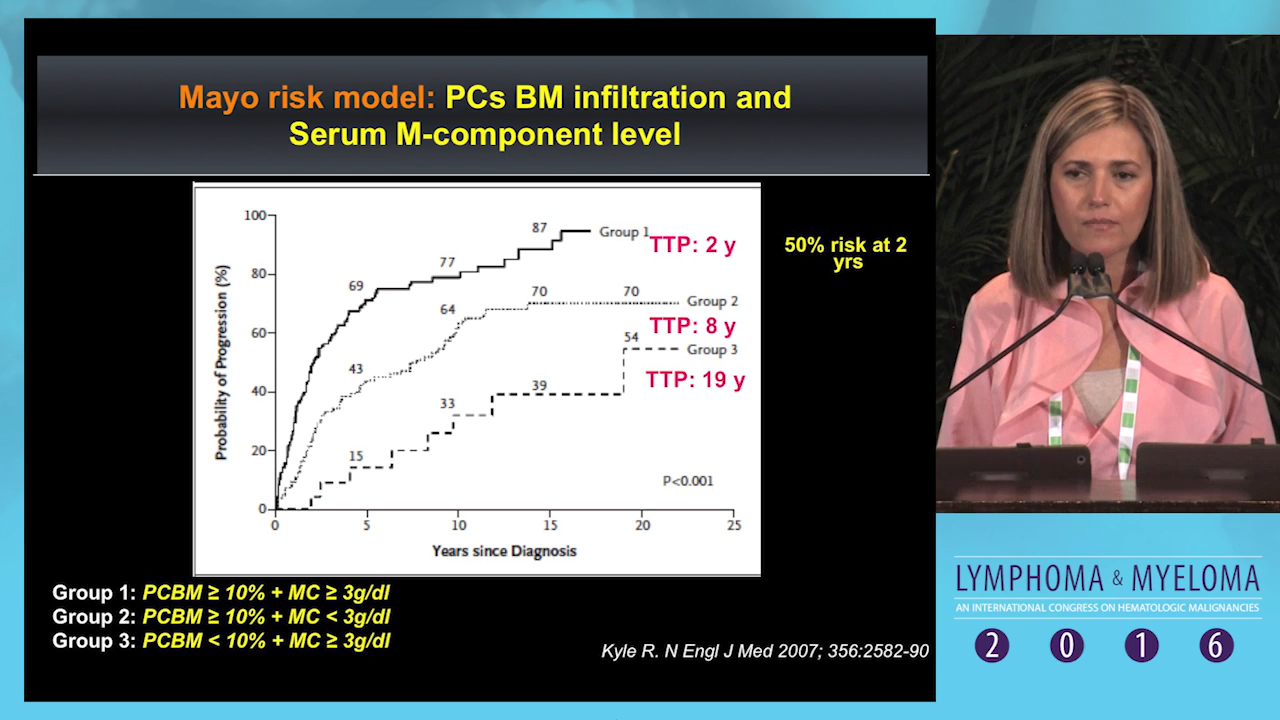 Mayo risk model: PCs BM infiltration and
Serum M-component level
Probability of Progression (%)
100
80
60
40
20
0
0 5 10 15 20 25
Years since Diagnosis
69 77 87 Group 1
43 64 70 70 Group 2
15 33 39 54 Group 3
P<0.001
TTP: 2 y
TTP: 8 y
TTP: 19 y
50% risk at 2
yrs
Group 1: PCBM ≥ 10% + MC ≥ 3g/dl
Group 2: PCBM ≥ 10% + MC < 3g/dl
Group 3: PCBM < 10% + MC ≥ 3g/dl
Kyle R. N Engl J Med 2007; 356:2582-90
LYMPHOMA & MYELOMA
AN INTERNATIONAL CONGRESS ON HEMATOLOGIC MALIGNANCIES
2 0 1 6